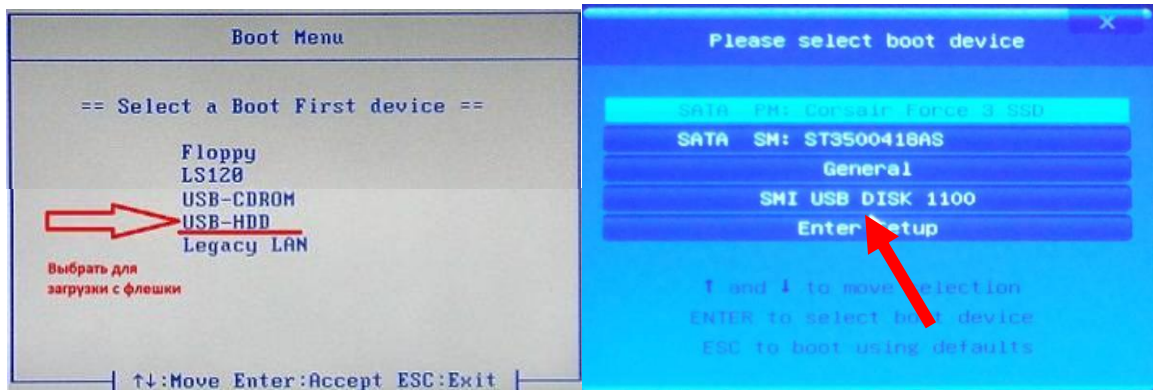 Boot Menu
== Select a Boot First device ==
Floppy
LS120
USB-CDROM
USB-HDD
Legacy LAN
Выбрать для
загрузки с флешки
↑↓:Move Enter:Accept ESC:Exit
X
Please select boot device
SATA PM: Corsair Force 3 SSD
SATA SM: ST3500418AS
General
SMI USB DISK 1100
Enter Setup
↑ and ↓ to move selection
ENTER to select boot device
ESC to boot using defaults